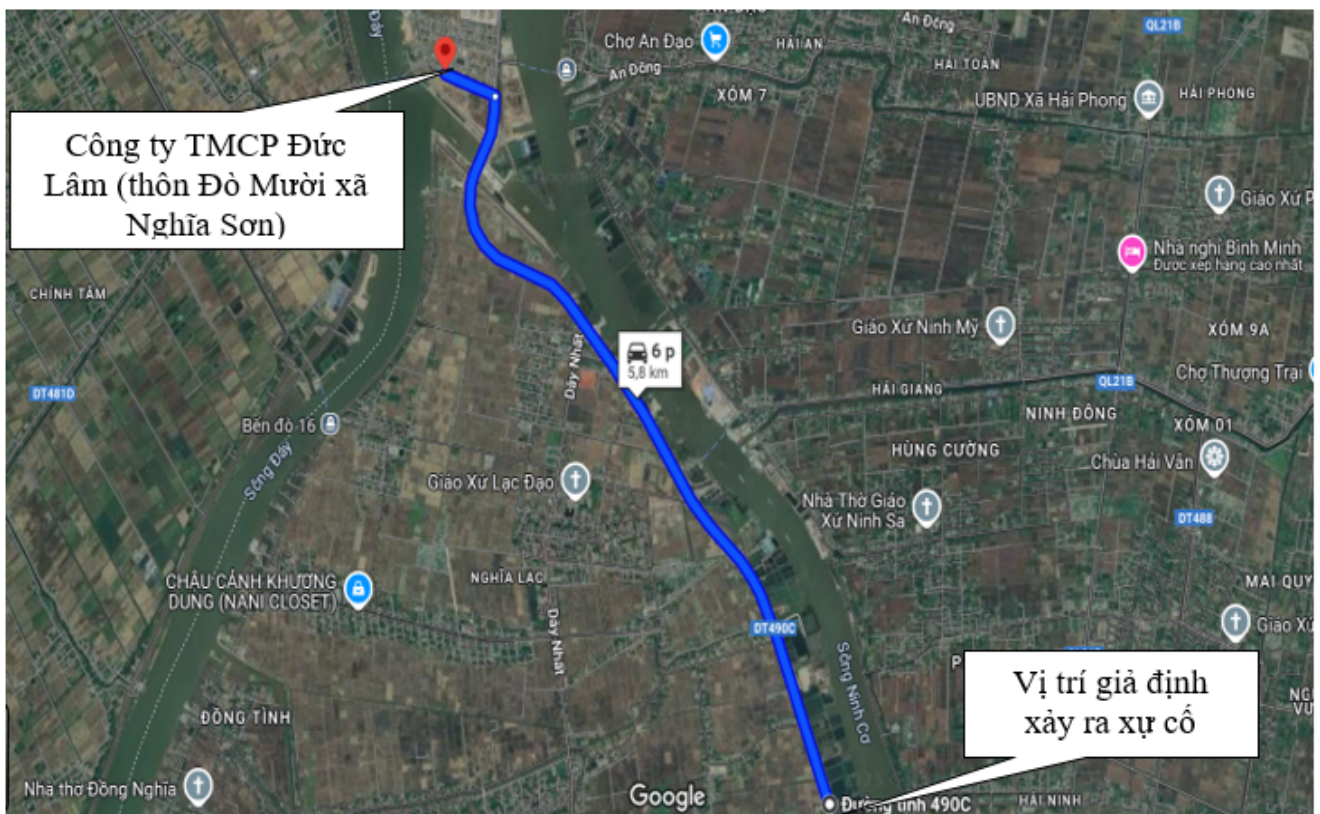 Đáy
AN ĐẠO
An Đông
QL21B
Chợ An Đạo
HẢI AN
HẢI TOÀN
An Đông
XÓM 7
UBND Xã Hải Phong
HẢI PHONG
Công ty TMCP Đức
Lâm (thôn Đò Mười xã
Nghĩa Sơn)
Giáo Xứ P
Nhà nghỉ Bình Minh
Được xếp hạng cao nhất
CHÍNH TÂM
Giáo Xứ Ninh Mỹ
XÓM 9A
6 p
5,8 km
Dây Nhất
Chợ Thượng Trại
QL21B
HẢI GIANG
DT481D
NINH ĐÔNG
XÓM 01
Bến đò 16
HÙNG CƯỜNG
Chùa Hải Vân
Sông Đáy
Giáo Xứ Lạc Đạo
Nhà Thờ Giáo
Xứ Ninh Sa
DT488
NGHĨA LẠC
CHÂU CẢNH KHƯƠNG
DUNG (NANI CLOSET)
MAI QUY
Dây Nhất
DT490C
Giáo Xứ
Sông Ninh Cơ
P
Vị trí giả định
xảy ra xự cố
ĐỒNG TÌNH
Nhà thờ Đồng Nghĩa
Google
Đường tỉnh 490C
HẢI NINH